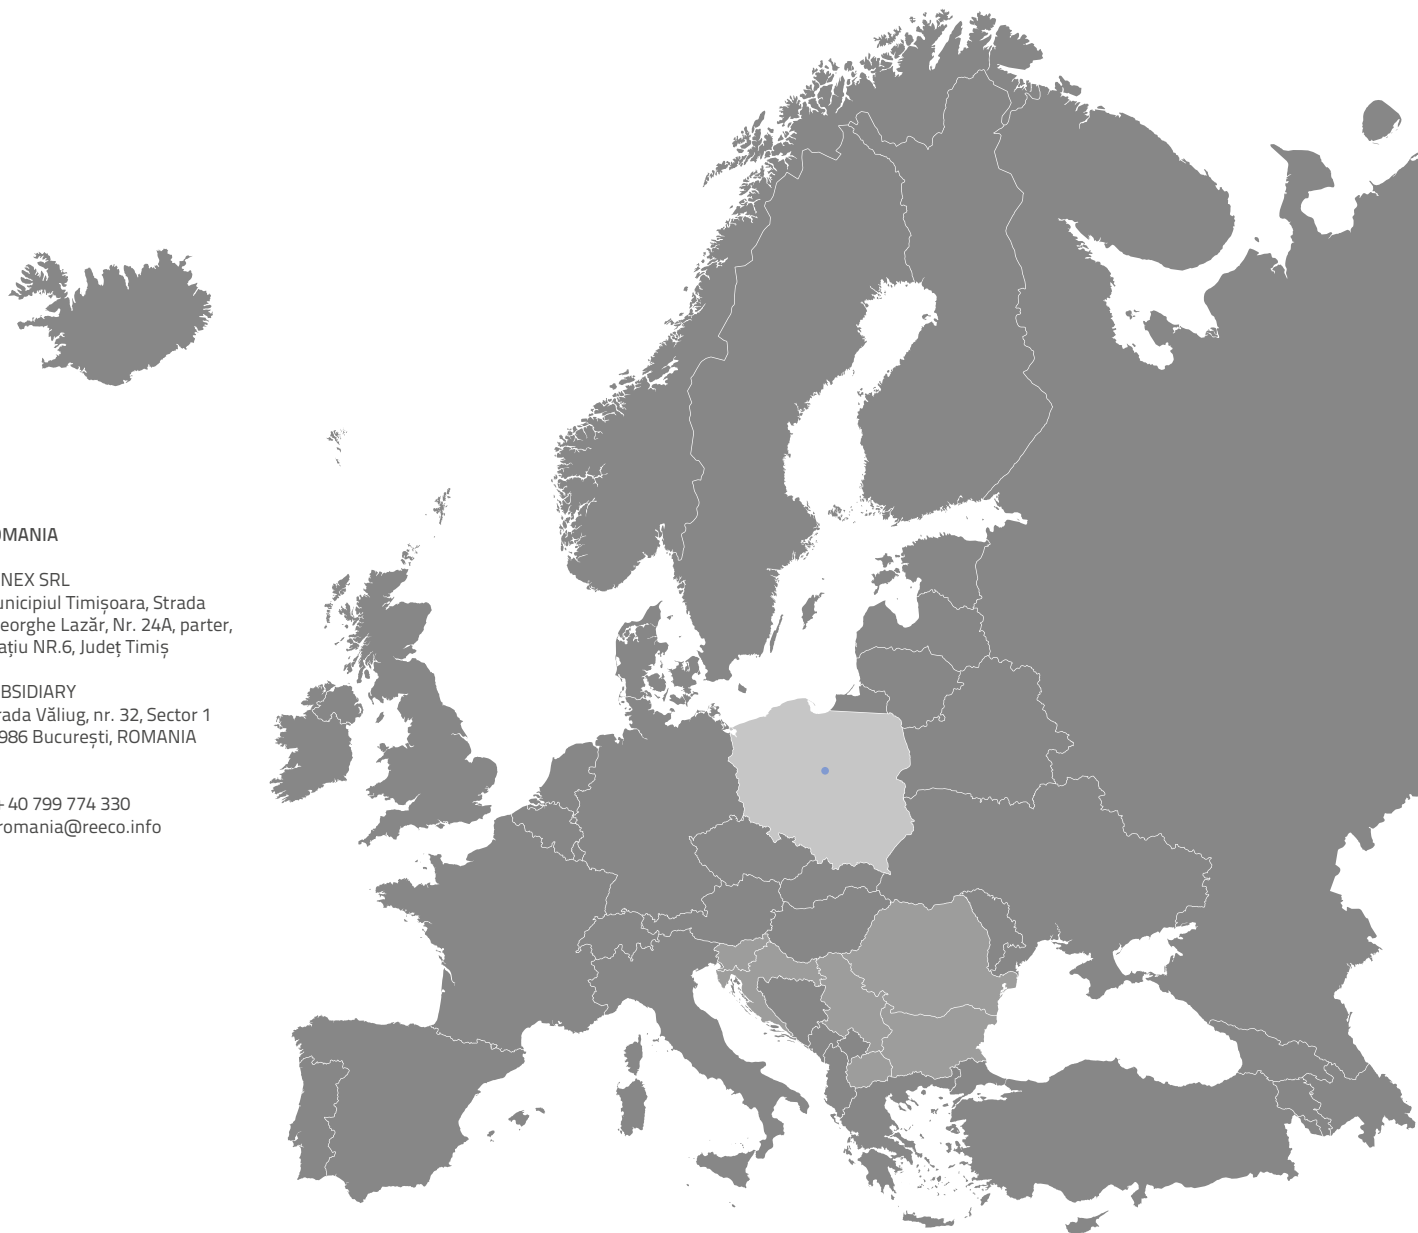 OMANIA
NEX SRL
unicipiul Timișoara, Strada
eorghe Lazăr, Nr. 24A, parter,
ațiu NR.6, Județ Timiș
BSIDIARY
rada Văliug, nr. 32, Sector 1
986 București, ROMANIA
+ 40 799 774 330
romania@reeco.info